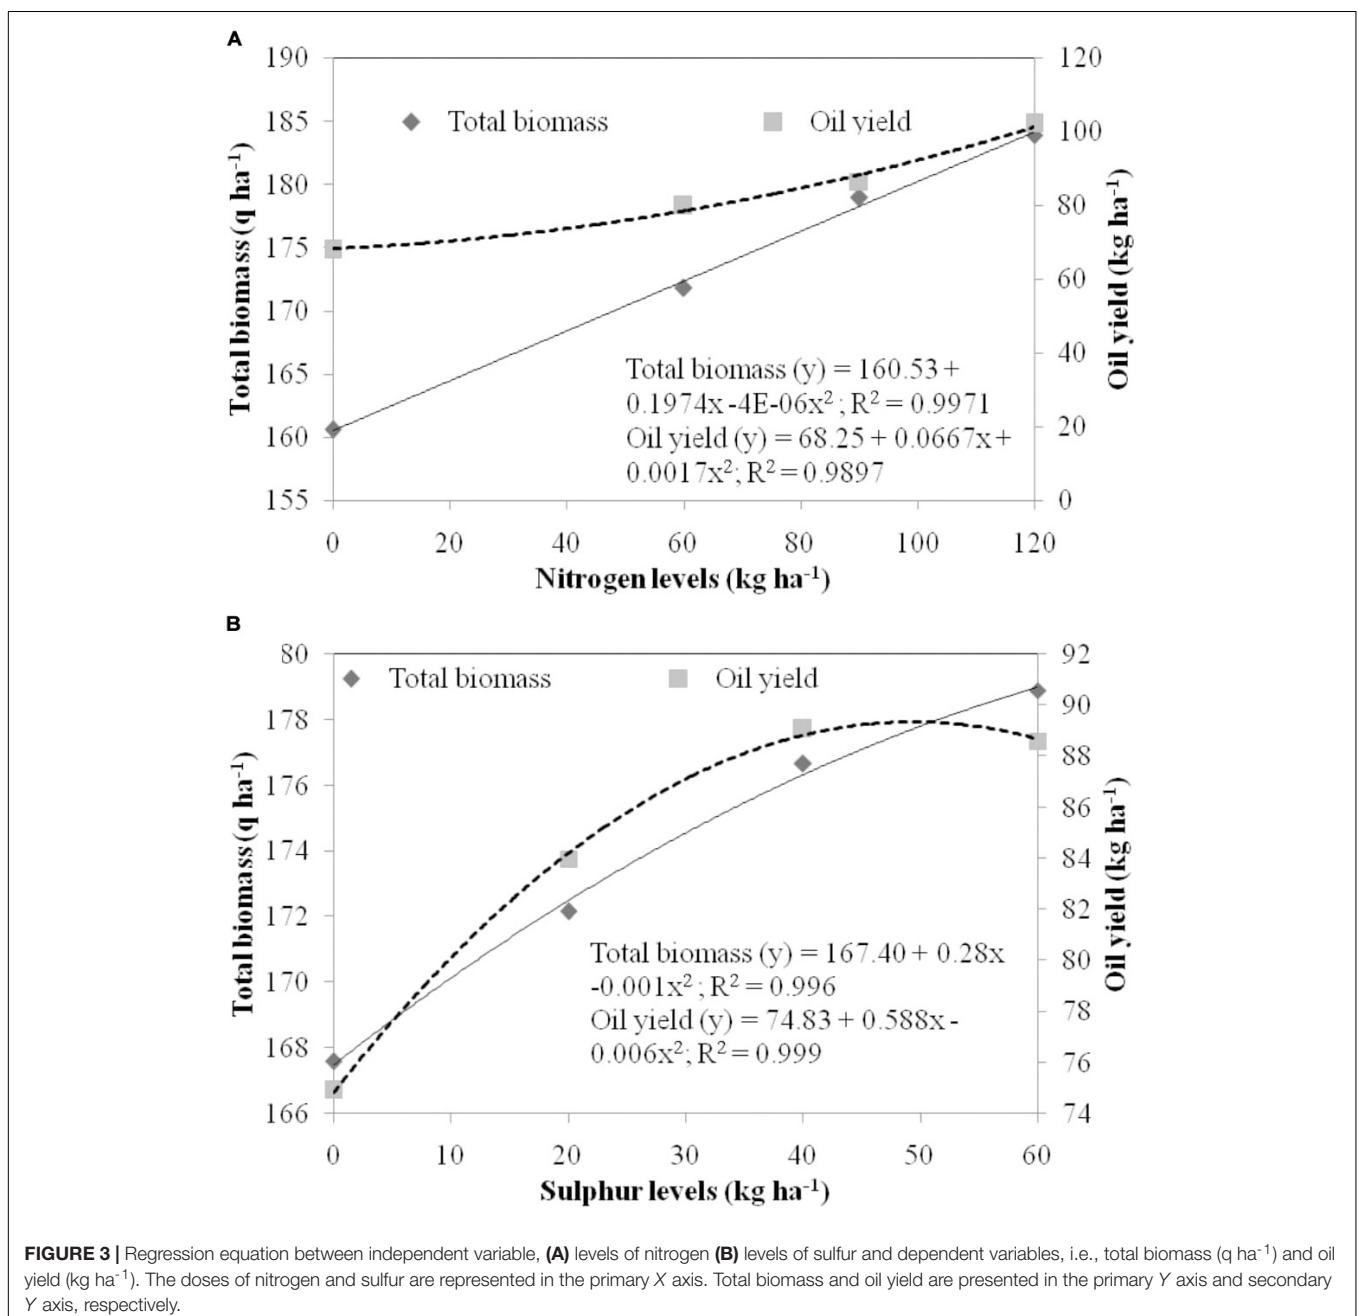 A
190
185
180
175
170
165
160
155
Total biomass (q ha⁻¹)
120
100
80
60
40
20
0
Oil yield (kg ha⁻¹)
Total biomass
Oil yield
Total biomass (y) = 160.53 +
0.1974x -4E-06x² ; R² = 0.9971
Oil yield (y) = 68.25 + 0.0667x +
0.0017x²; R² = 0.9897
0 20 40 60 80 100 120
Nitrogen levels (kg ha⁻¹)
B
80
178
176
174
172
170
168
166
Total biomass (q ha⁻¹)
92
90
88
86
84
82
80
78
76
74
Oil yield (kg ha⁻¹)
Total biomass
Oil yield
Total biomass (y) = 167.40 + 0.28x
-0.001x² ; R² = 0.996
Oil yield (y) = 74.83 + 0.588x -
0.006x²; R² = 0.999
0 10 20 30 40 50 60
Sulphur levels (kg ha⁻¹)
FIGURE 3 | Regression equation between independent variable, (A) levels of nitrogen (B) levels of sulfur and dependent variables, i.e., total biomass (q ha⁻¹) and oil
yield (kg ha⁻¹). The doses of nitrogen and sulfur are represented in the primary X axis. Total biomass and oil yield are presented in the primary Y axis and secondary
Y axis, respectively.